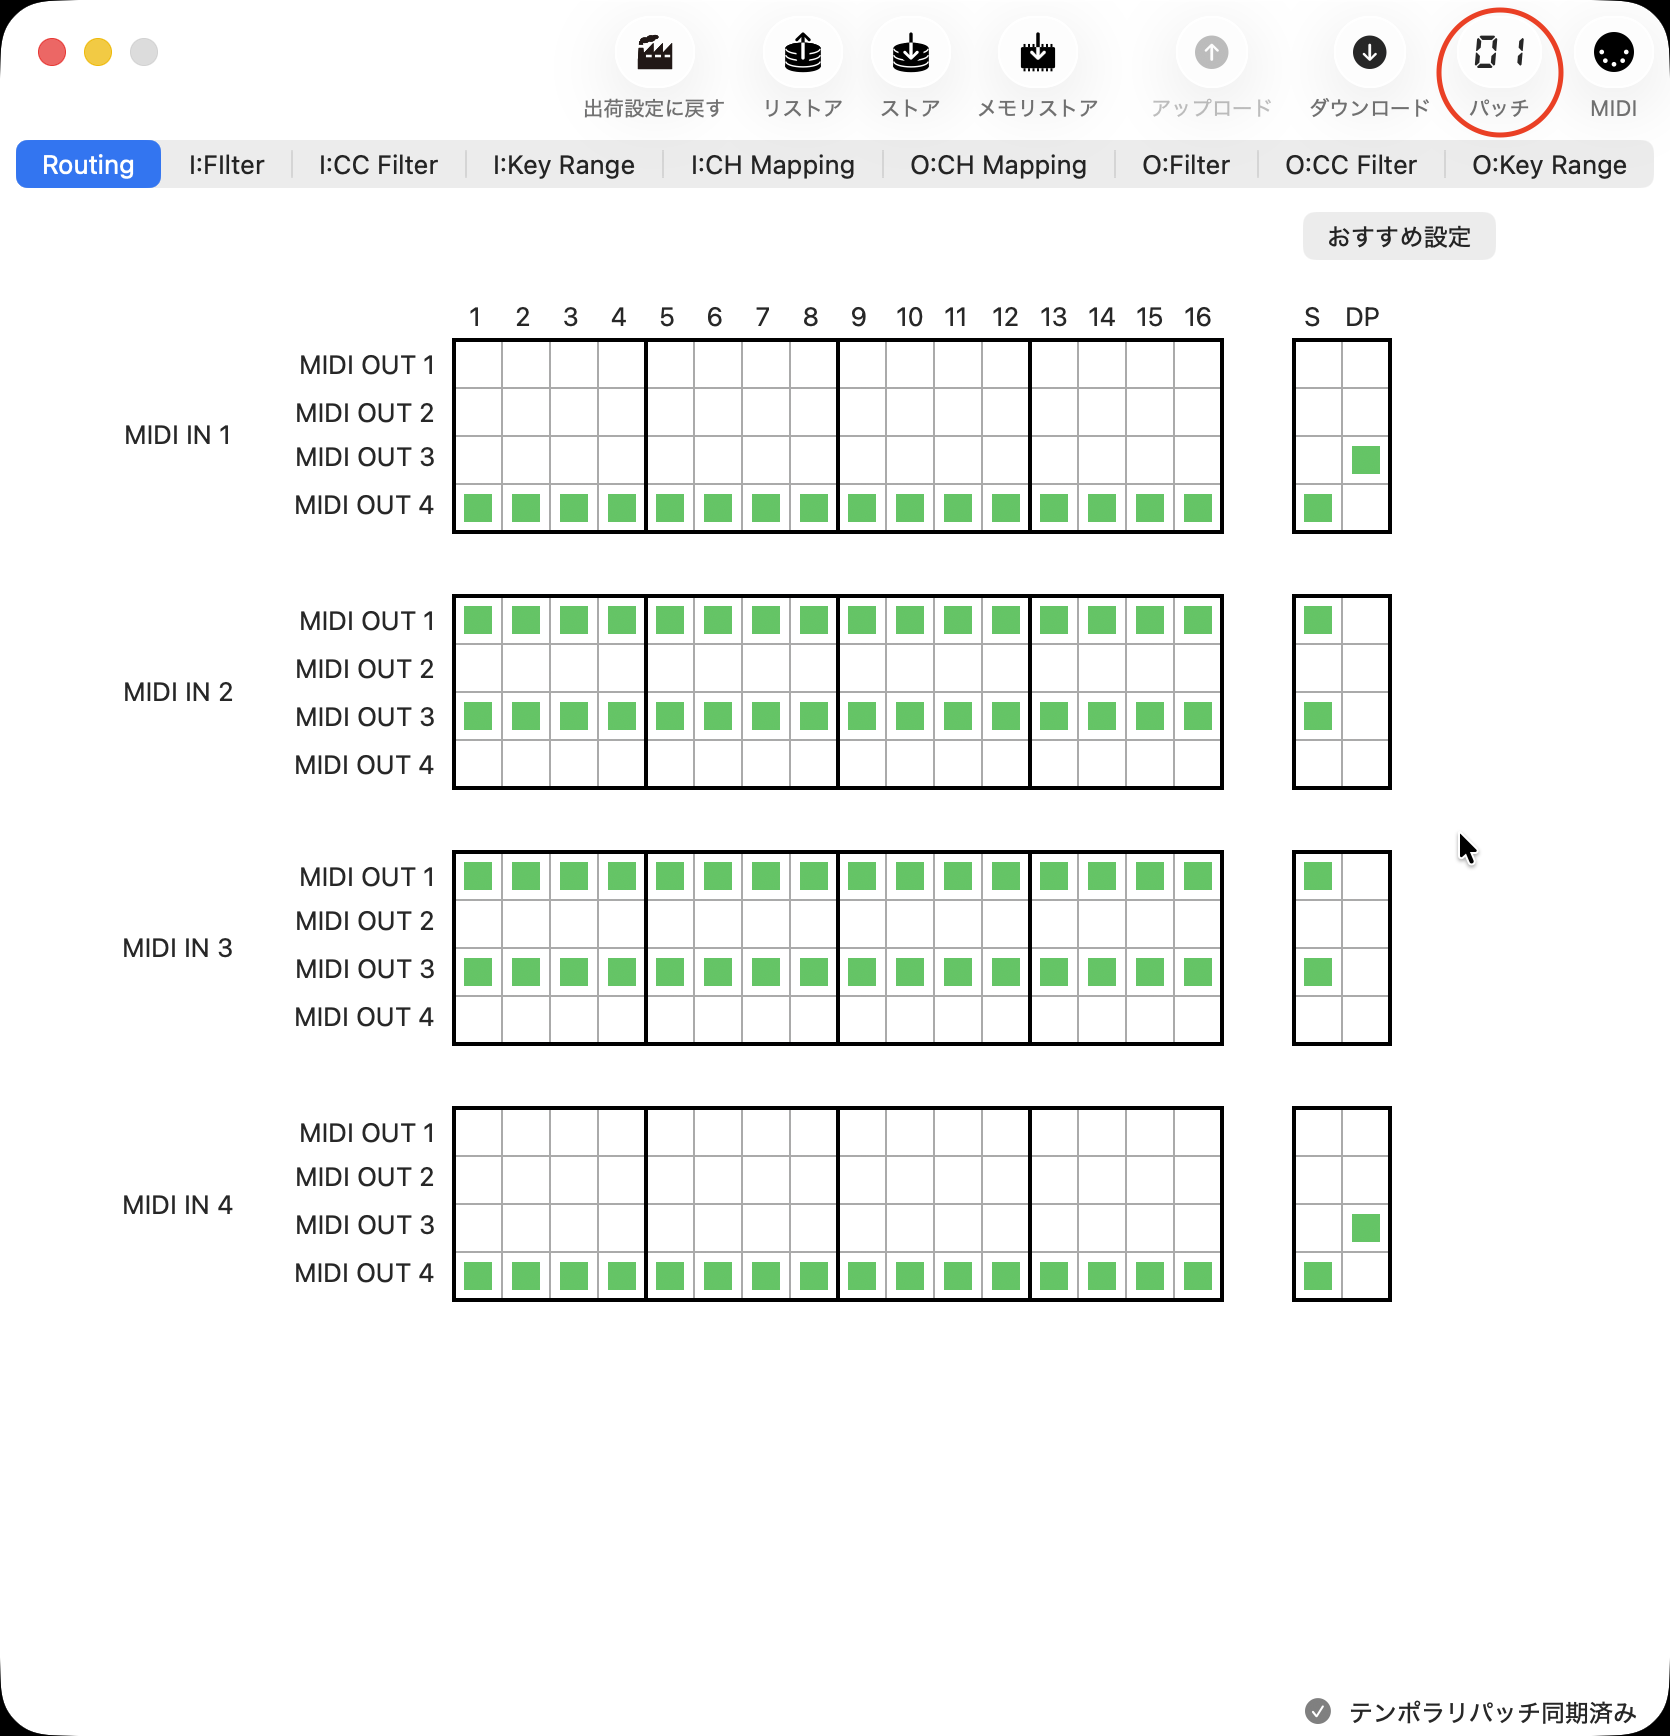 01
出荷設定に戻す リストア ストア メモリストア アップロード ダウンロード パッチ MIDI
Routing I:FIlter I:CC Filter I:Key Range I:CH Mapping O:CH Mapping O:Filter O:CC Filter O:Key Range
おすすめ設定
1 2 3 4 5 6 7 8 9 10 11 12 13 14 15 16 S DP
MIDI IN 1
MIDI OUT 1
MIDI OUT 2
MIDI OUT 3
MIDI OUT 4
MIDI IN 2
MIDI OUT 1
MIDI OUT 2
MIDI OUT 3
MIDI OUT 4
MIDI IN 3
MIDI OUT 1
MIDI OUT 2
MIDI OUT 3
MIDI OUT 4
MIDI IN 4
MIDI OUT 1
MIDI OUT 2
MIDI OUT 3
MIDI OUT 4
テンポラリパッチ同期済み